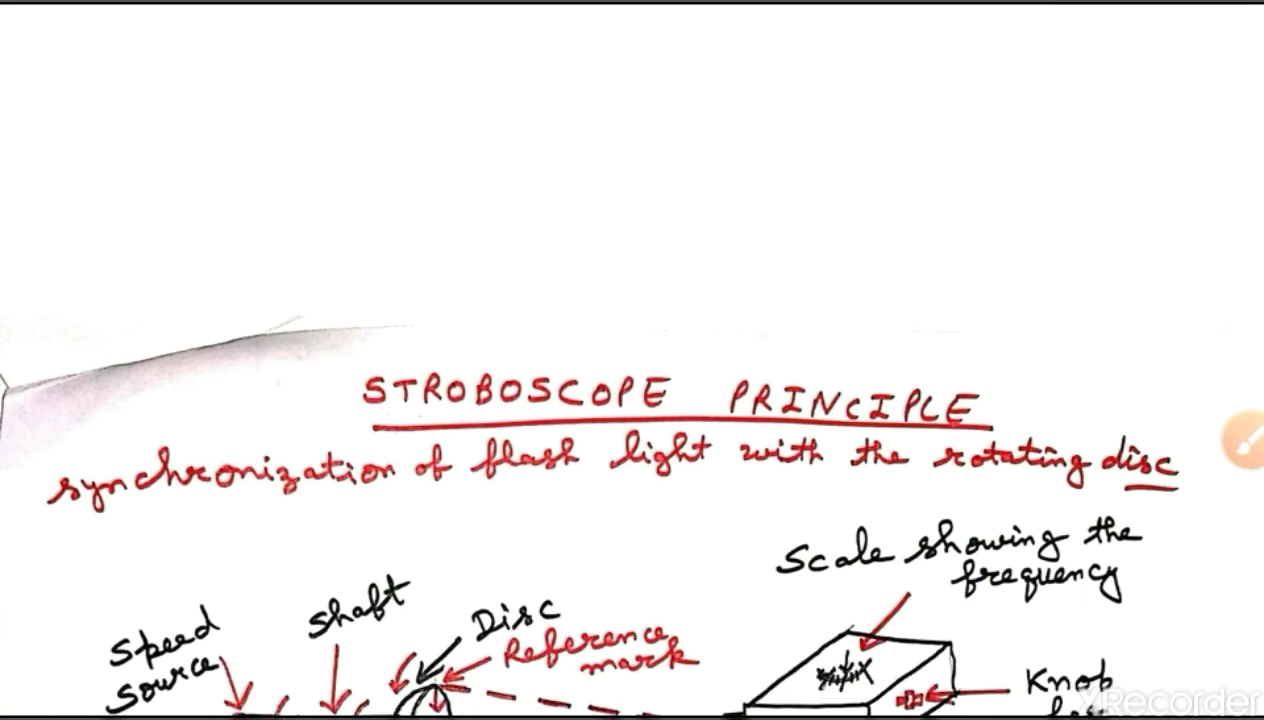 STROBOSCOPE PRINCIPLE
synchronization of flash light with the rotating disc
Scale showing the
frequency
Speed
Source
Shaft
Disc
Reference
mark
Knob
XRecorder